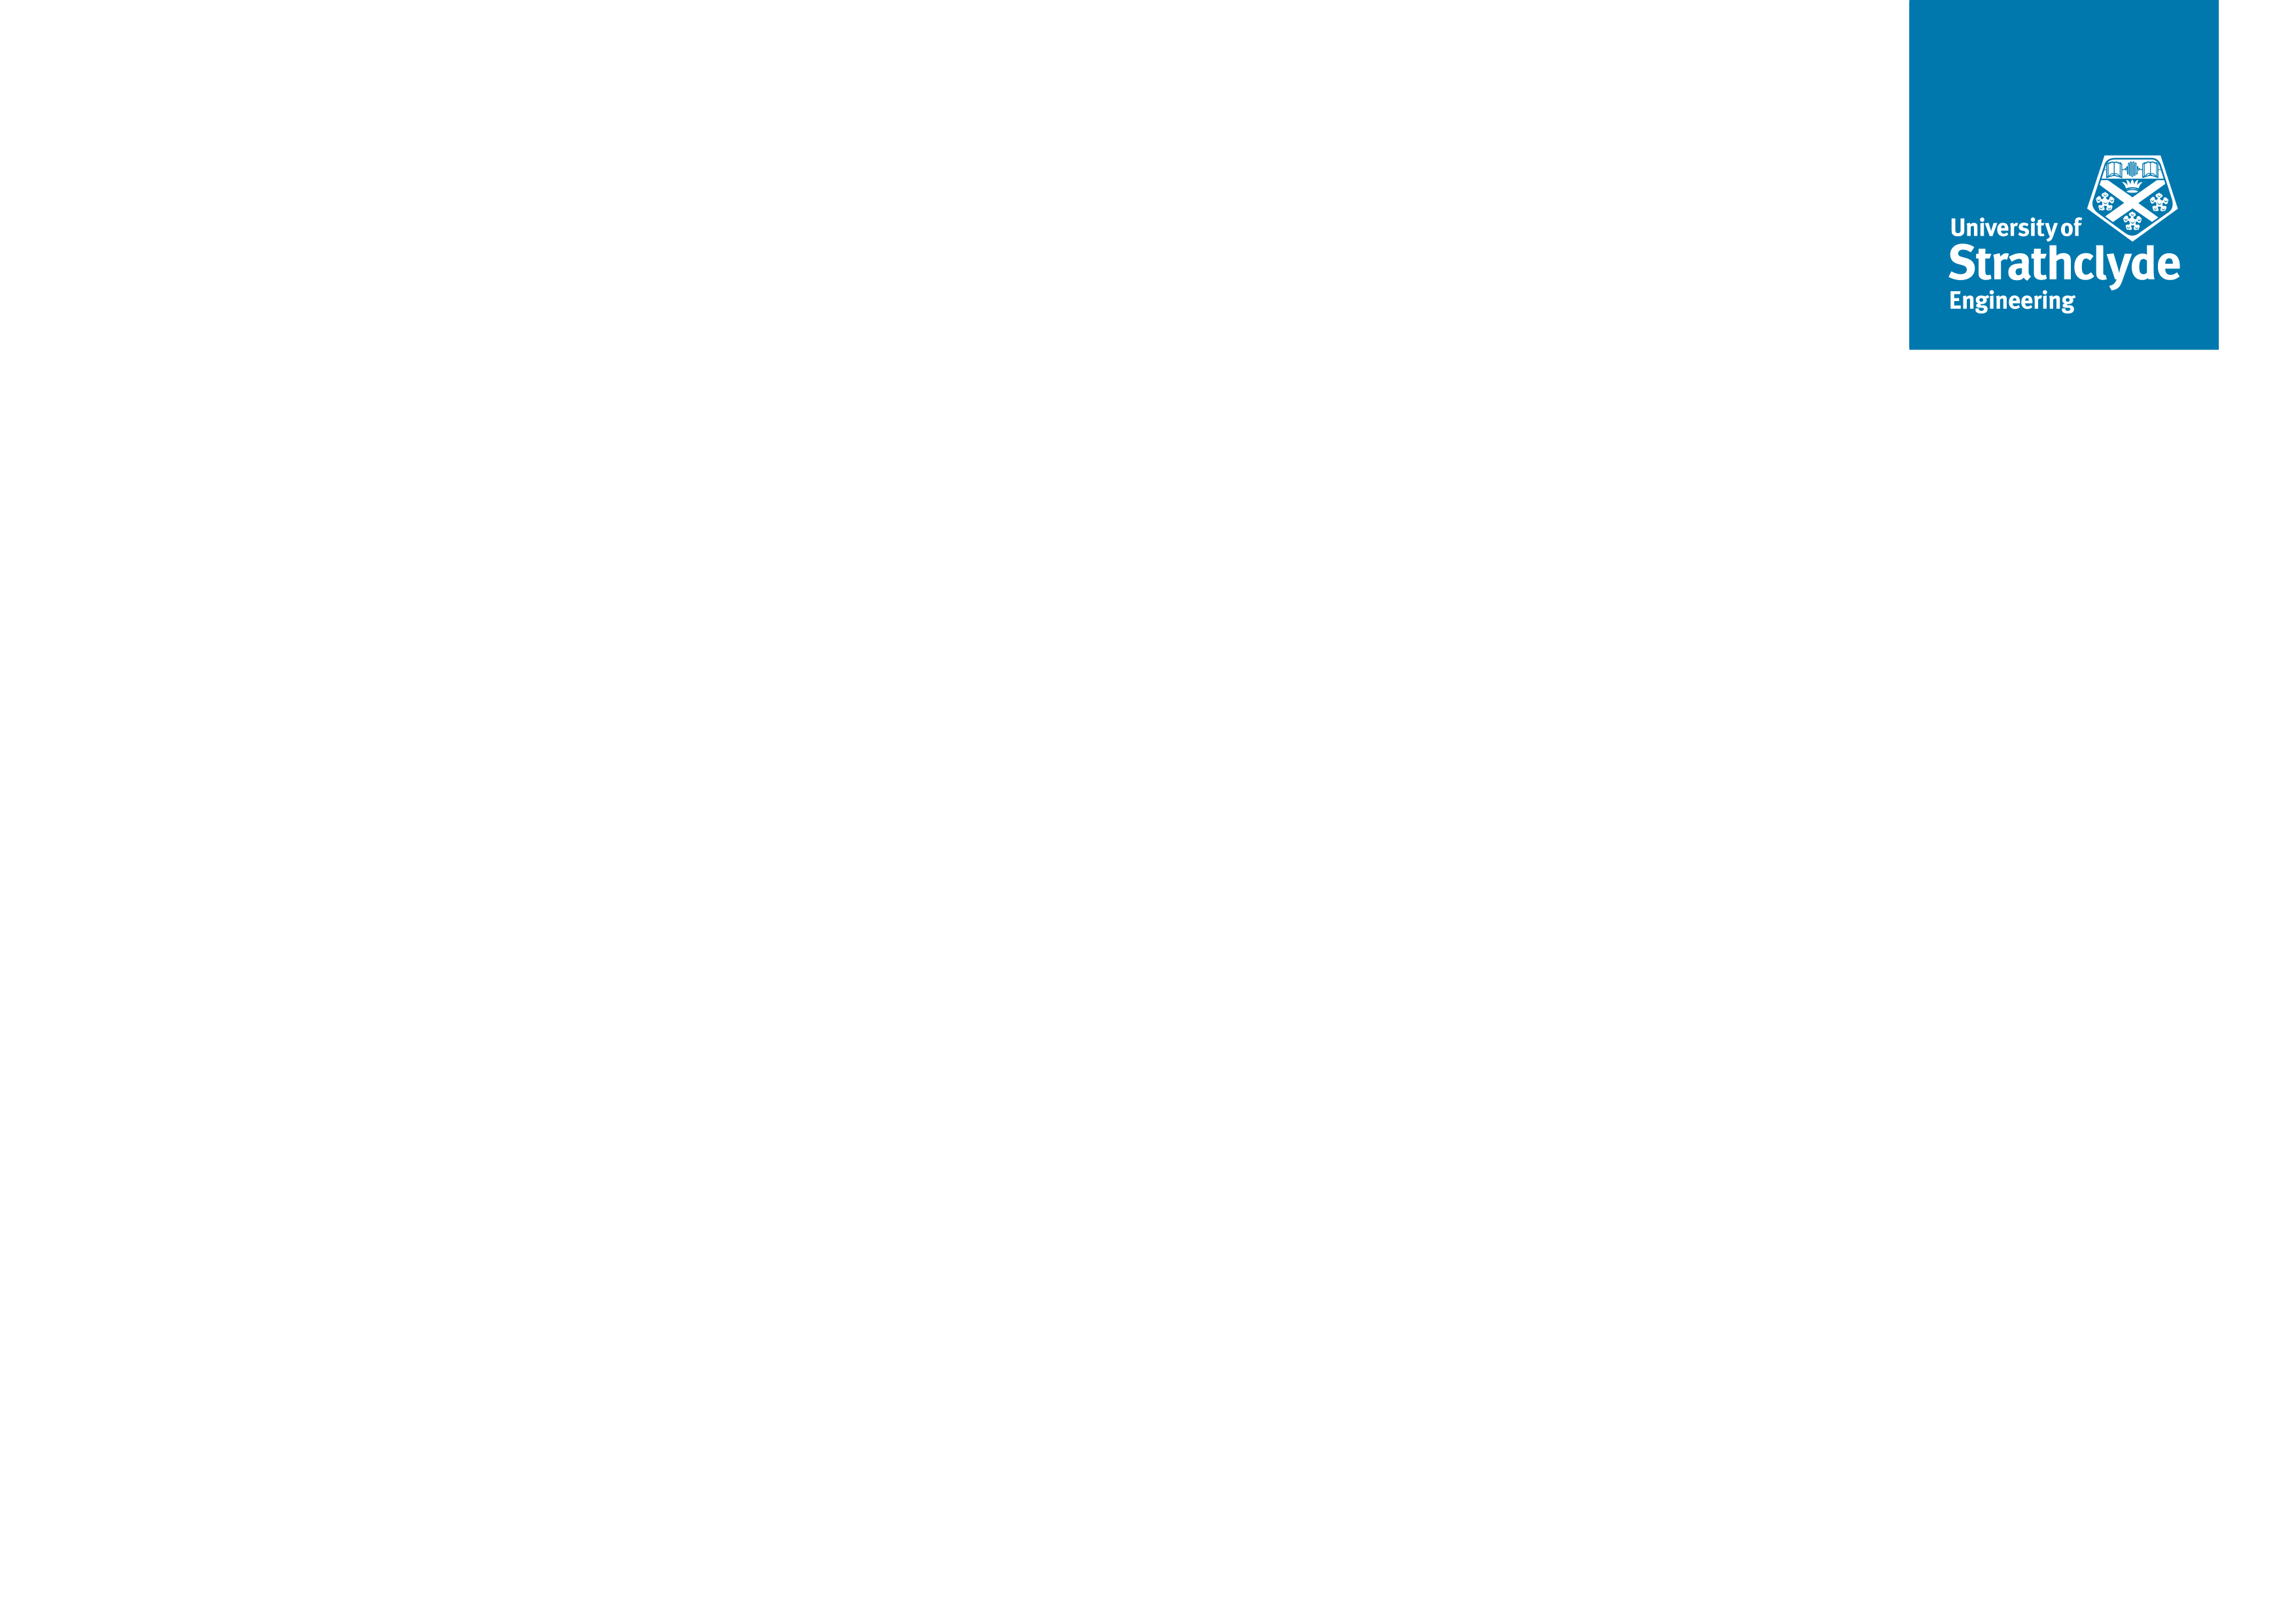 University of
Strathclyde
Engineering